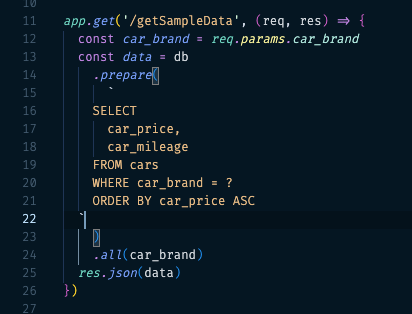 10
11 app.get('/getSampleData', (req, res) => {
12 const car_brand = req.params.car_brand
13 const data = db
14 .prepare(
15 `
16 SELECT
17 car_price,
18 car_mileage
19 FROM cars
20 WHERE car_brand = ?
21 ORDER BY car_price ASC
22 `
23 )
24 .all(car_brand)
25 res.json(data)
26 })
27